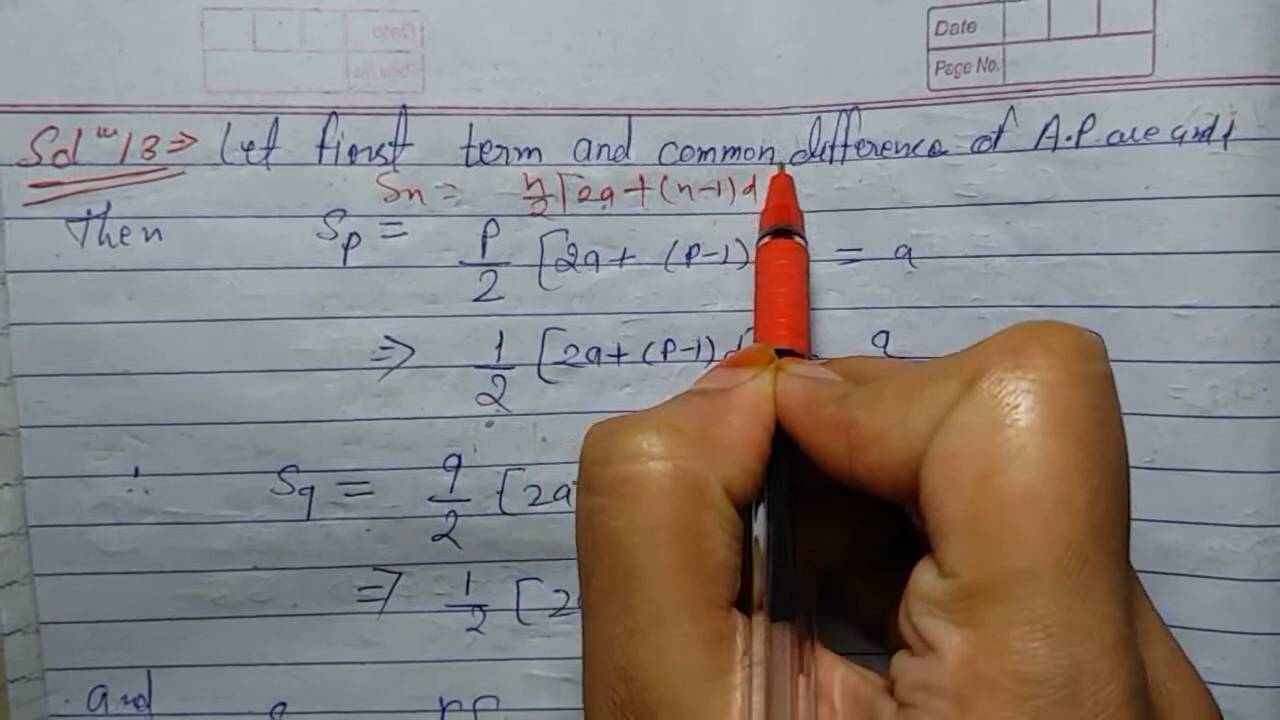 Date
Page No.
Solⁿ 13 ⇒ Let first term and common difference of A.P are a and d
Sn = n/2 [2a + (n-1) d
Then Sp = p/2 [2a + (P-1) = a
⇒ 1/2 [2a + (P-1) d] a
∴ Sq = q/2 [2a
⇒ 1/2 [2
and